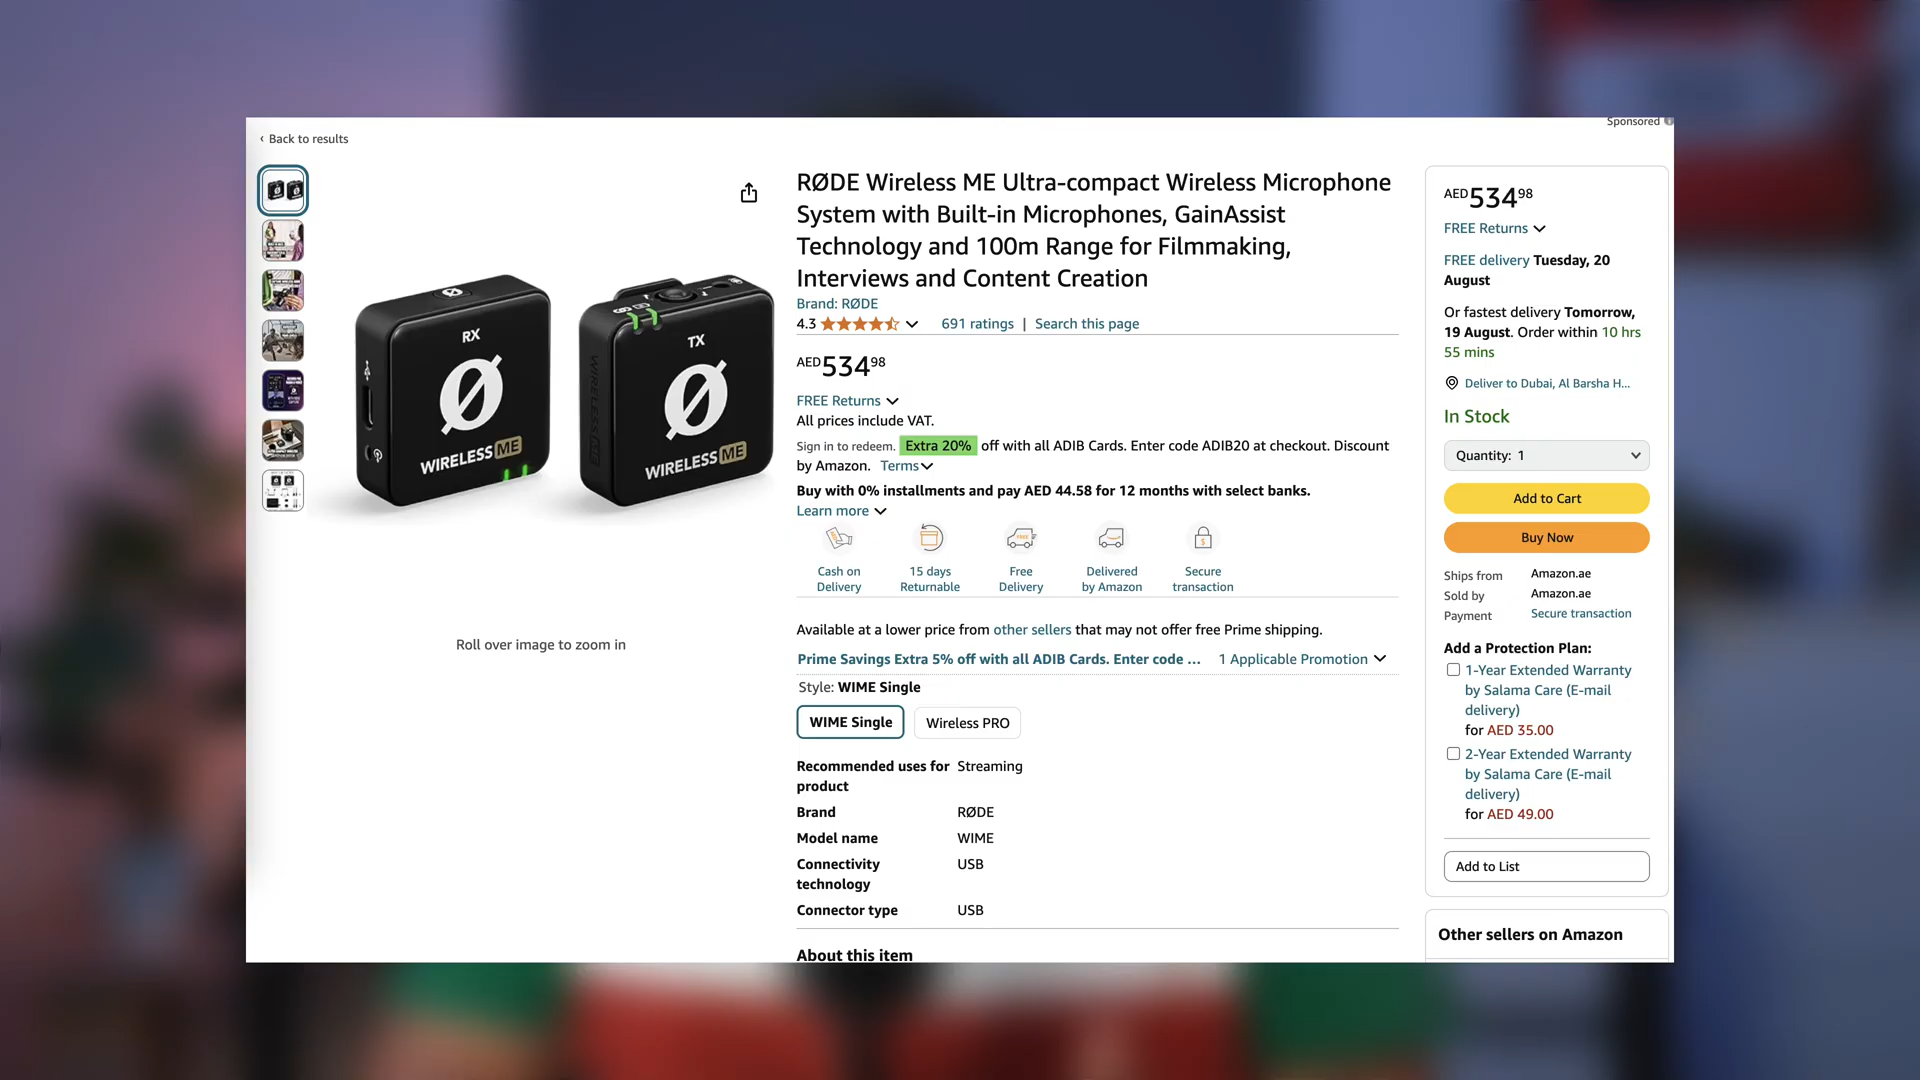 Sponsored
‹ Back to results
RØDE Wireless ME Ultra-compact Wireless Microphone
System with Built-in Microphones, GainAssist
Technology and 100m Range for Filmmaking,
Interviews and Content Creation
Brand: RØDE
4.3
691 ratings | Search this page
AED53498
FREE Returns
All prices include VAT.
Sign in to redeem. Extra 20% off with all ADIB Cards. Enter code ADIB20 at checkout. Discount
by Amazon. Terms
Buy with 0% installments and pay AED 44.58 for 12 months with select banks.
Learn more
Cash on
Delivery
15 days
Returnable
Free
Delivery
Delivered
by Amazon
Secure
transaction
Available at a lower price from other sellers that may not offer free Prime shipping.
Prime Savings Extra 5% off with all ADIB Cards. Enter code ...
1 Applicable Promotion
Style: WIME Single
WIME Single
Wireless PRO
Recommended uses for product Streaming
Brand RØDE
Model name WIME
Connectivity technology USB
Connector type USB
About this item
RX
WIRELESS ME
TX
WIRELESS ME
WIRELESS ME
Roll over image to zoom in
AED53498
FREE Returns
FREE delivery Tuesday, 20
August
Or fastest delivery Tomorrow,
19 August. Order within 10 hrs
55 mins
Deliver to Dubai, Al Barsha H...
In Stock
Quantity: 1
Add to Cart
Buy Now
Ships from Amazon.ae
Sold by Amazon.ae
Payment Secure transaction
Add a Protection Plan:
1-Year Extended Warranty
by Salama Care (E-mail
delivery)
for AED 35.00
2-Year Extended Warranty
by Salama Care (E-mail
delivery)
for AED 49.00
Add to List
Other sellers on Amazon